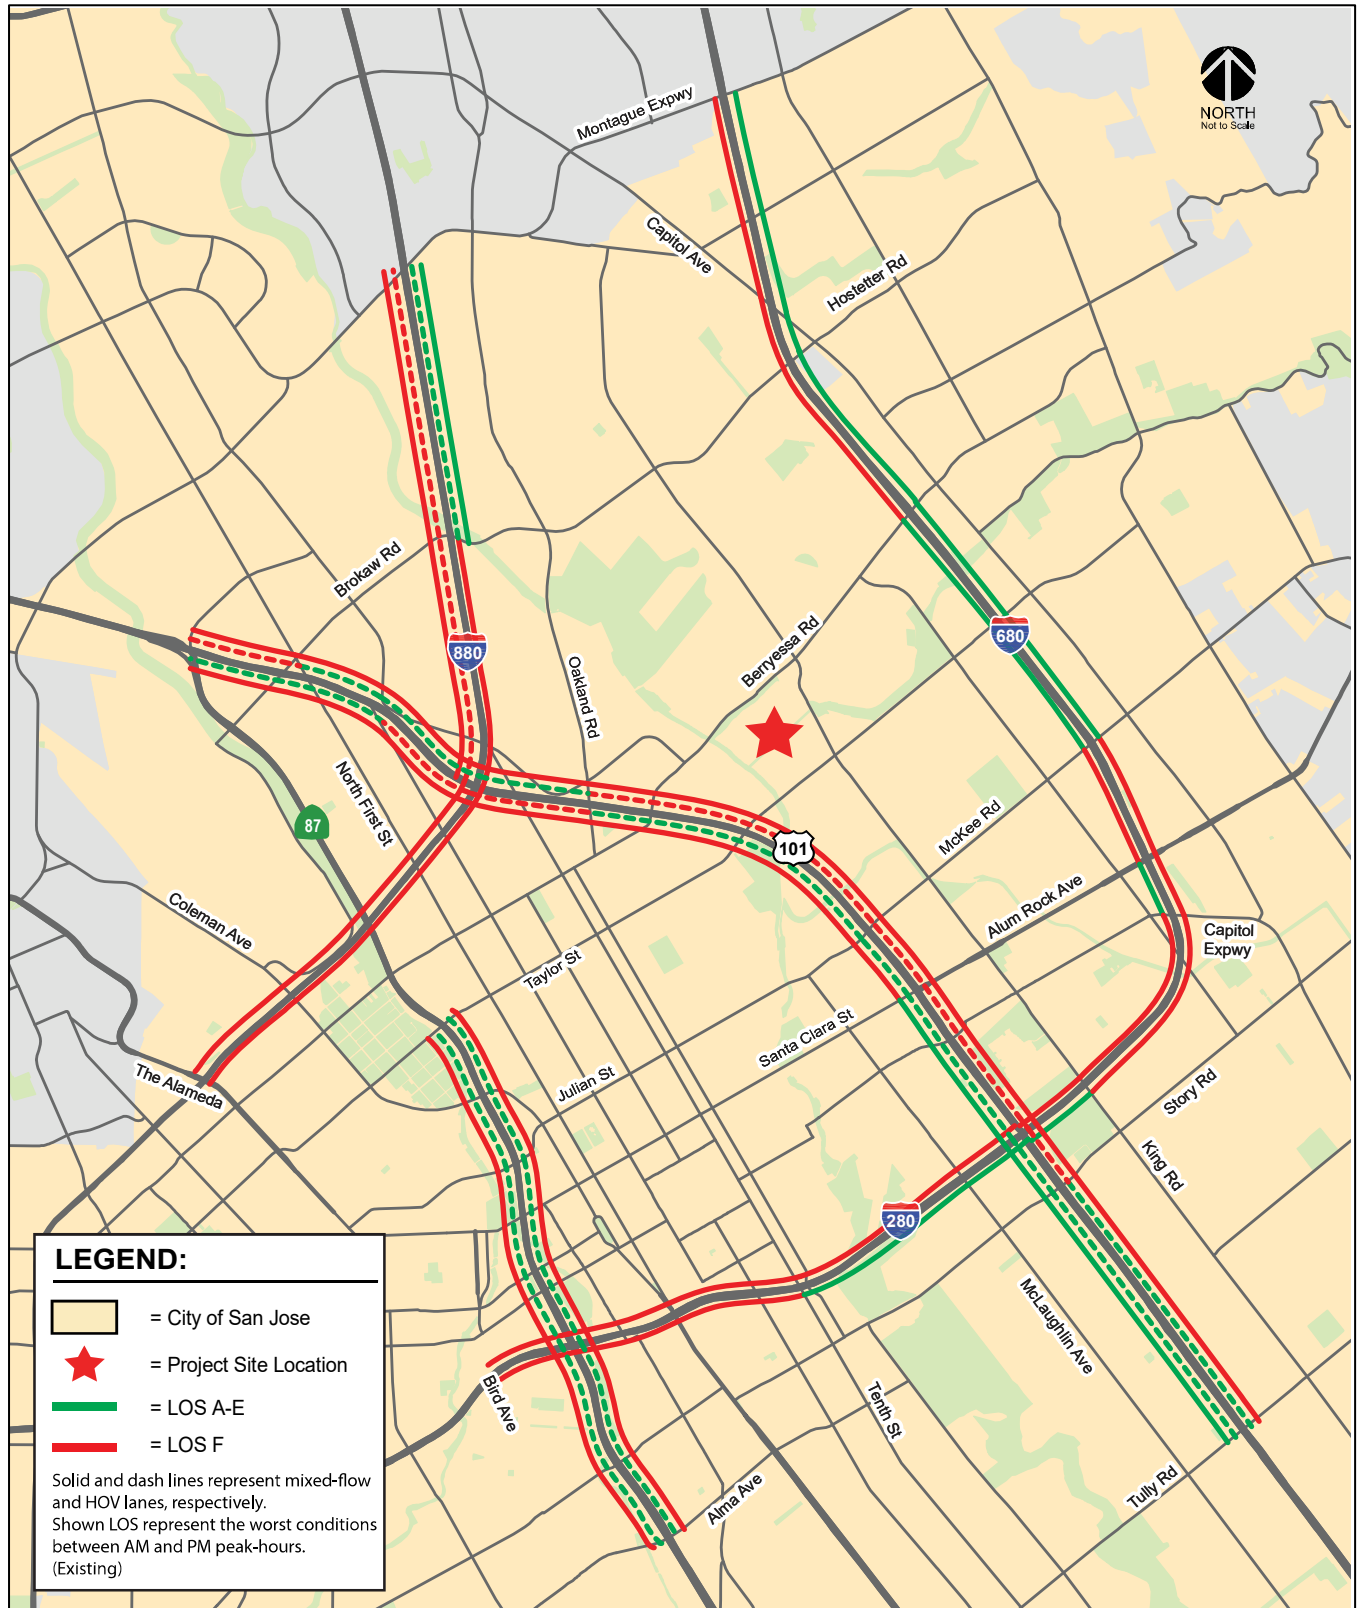 NORTH
Not to Scale
Montague Expwy
Capitol Ave
Hostetter Rd
Brokaw Rd
880
Oakland Rd
Berryessa Rd
680
North First St
87
101
McKee Rd
Alum Rock Ave
Capitol
Expwy
Coleman Ave
Taylor St
Santa Clara St
Julian St
The Alameda
Story Rd
King Rd
280
McLaughlin Ave
Bird Ave
Tenth St
Alma Ave
Tully Rd
LEGEND:
= City of San Jose
= Project Site Location
= LOS A-E
= LOS F
Solid and dash lines represent mixed-flow
and HOV lanes, respectively.
Shown LOS represent the worst conditions
between AM and PM peak-hours.
(Existing)